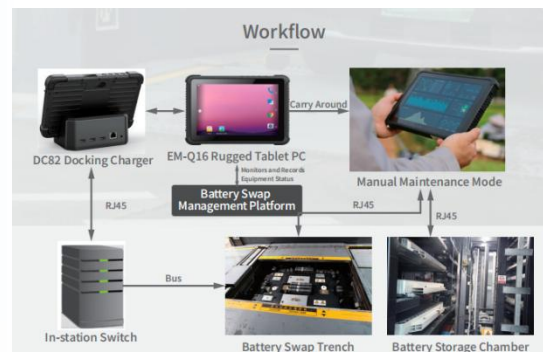 Workflow
DC82 Docking Charger
EM-Q16 Rugged Tablet PC
Carry Around
Manual Maintenance Mode
Monitors and Records
Equipment Status
Battery Swap
Management Platform
RJ45
RJ45
RJ45
Bus
In-station Switch
Battery Swap Trench
Battery Storage Chamber